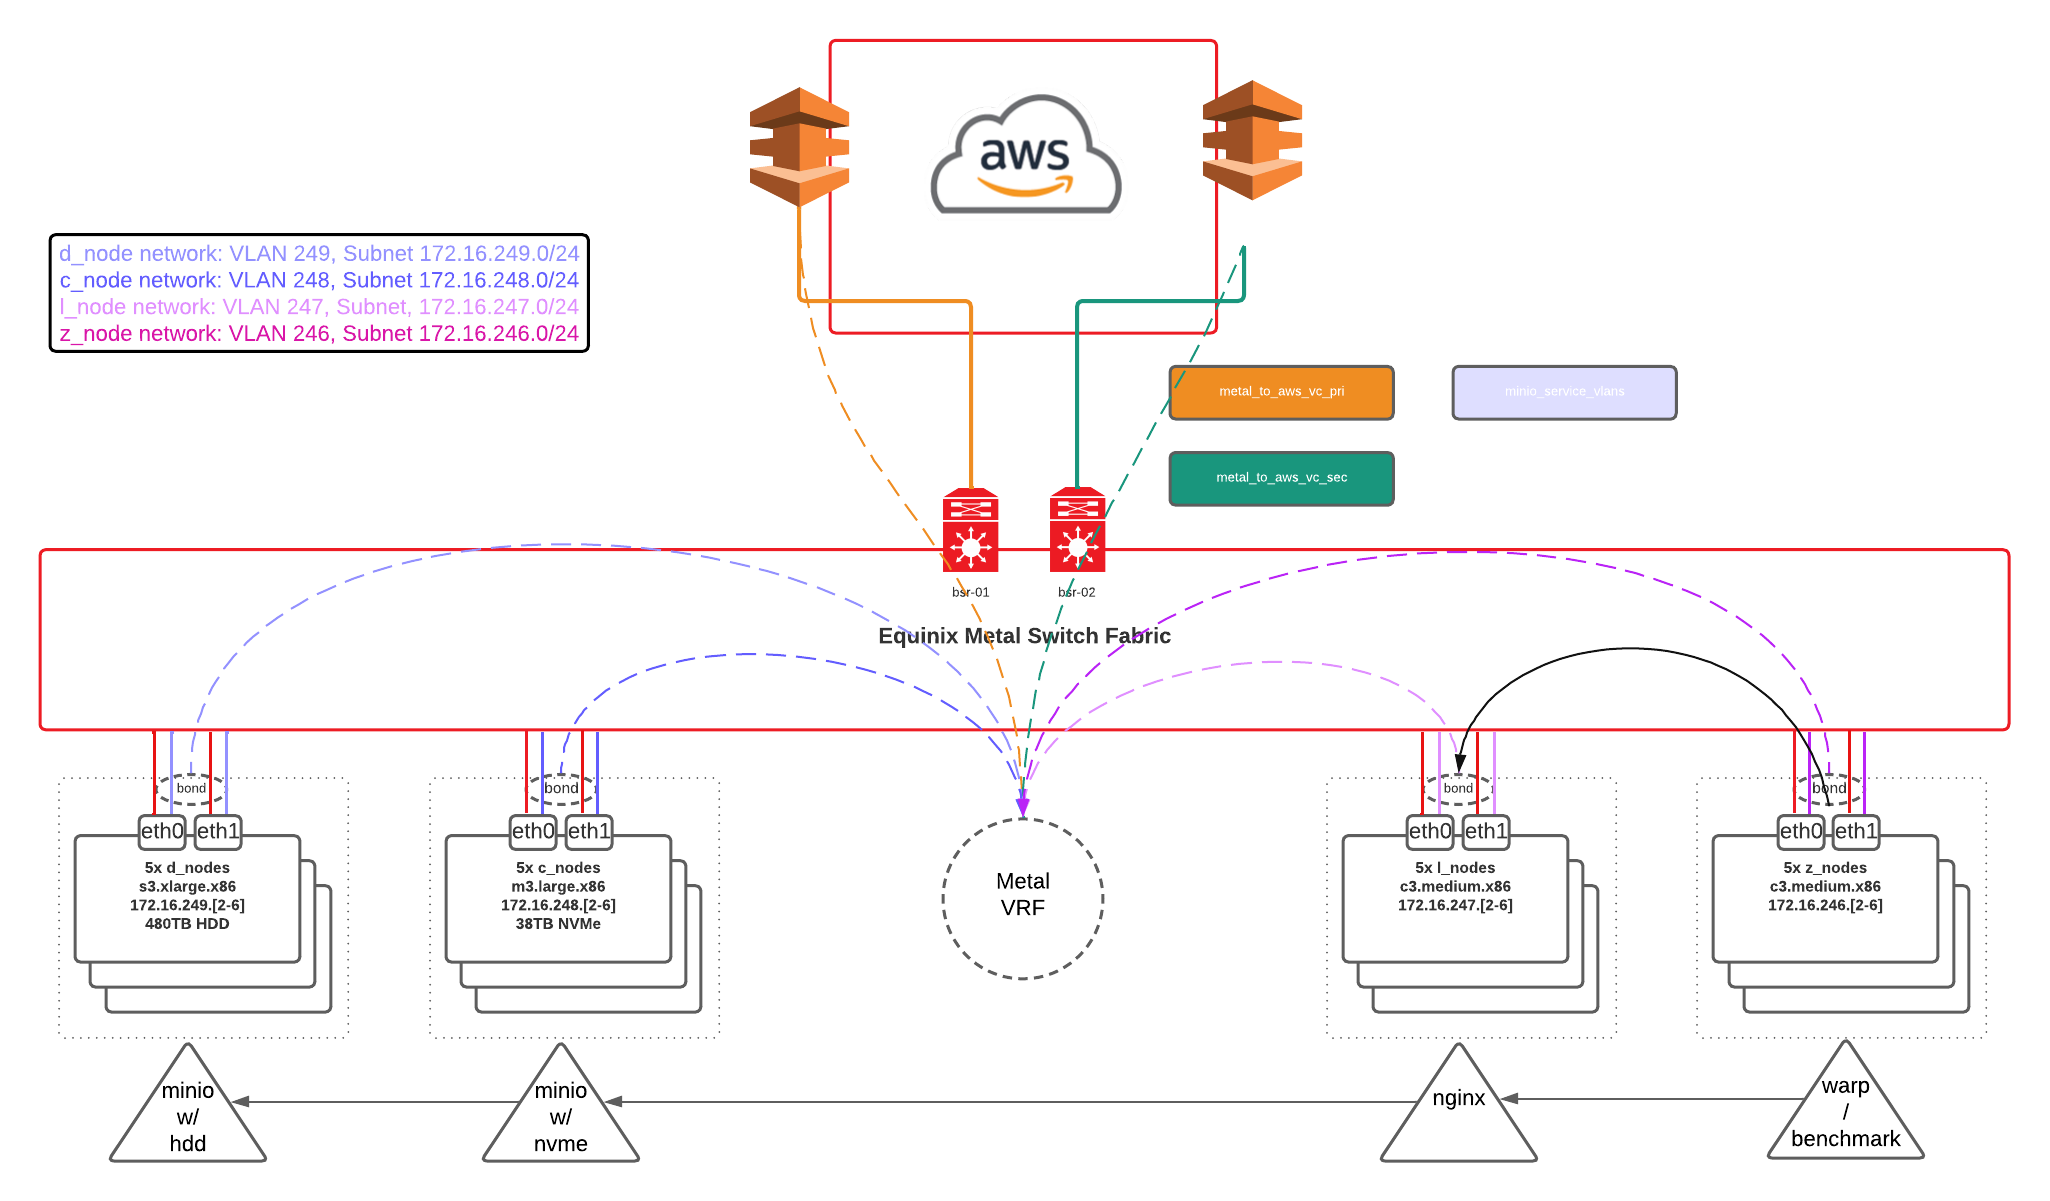 aws
d_node network: VLAN 249, Subnet 172.16.249.0/24
c_node network: VLAN 248, Subnet 172.16.248.0/24
l_node network: VLAN 247, Subnet, 172.16.247.0/24
z_node network: VLAN 246, Subnet 172.16.246.0/24
metal_to_aws_vc_pri
minio_service_vlans
metal_to_aws_vc_sec
bsr-01
bsr-02
Equinix Metal Switch Fabric
bond
eth0
eth1
5x d_nodes
s3.xlarge.x86
172.16.249.[2-6]
480TB HDD
bond
eth0
eth1
5x c_nodes
m3.large.x86
172.16.248.[2-6]
38TB NVMe
Metal
VRF
bond
eth0
eth1
5x l_nodes
c3.medium.x86
172.16.247.[2-6]
bond
eth0
eth1
5x z_nodes
c3.medium.x86
172.16.246.[2-6]
minio
w/
hdd
minio
w/
nvme
nginx
warp
/
benchmark